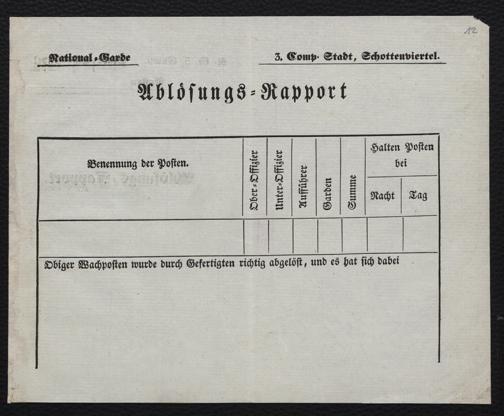 12
National-Garde
3. Comp. Stadt, Schottenviertel.
Ablösungs-Rapport
Benennung der Posten.
Ober-Offizier
Unter-Offizier
Aufführer
Garden
Summe
Halten Posten
bei
Nacht
Tag
Obiger Wachposten wurde durch Gefertigten richtig abgelöst, und es hat sich dabei